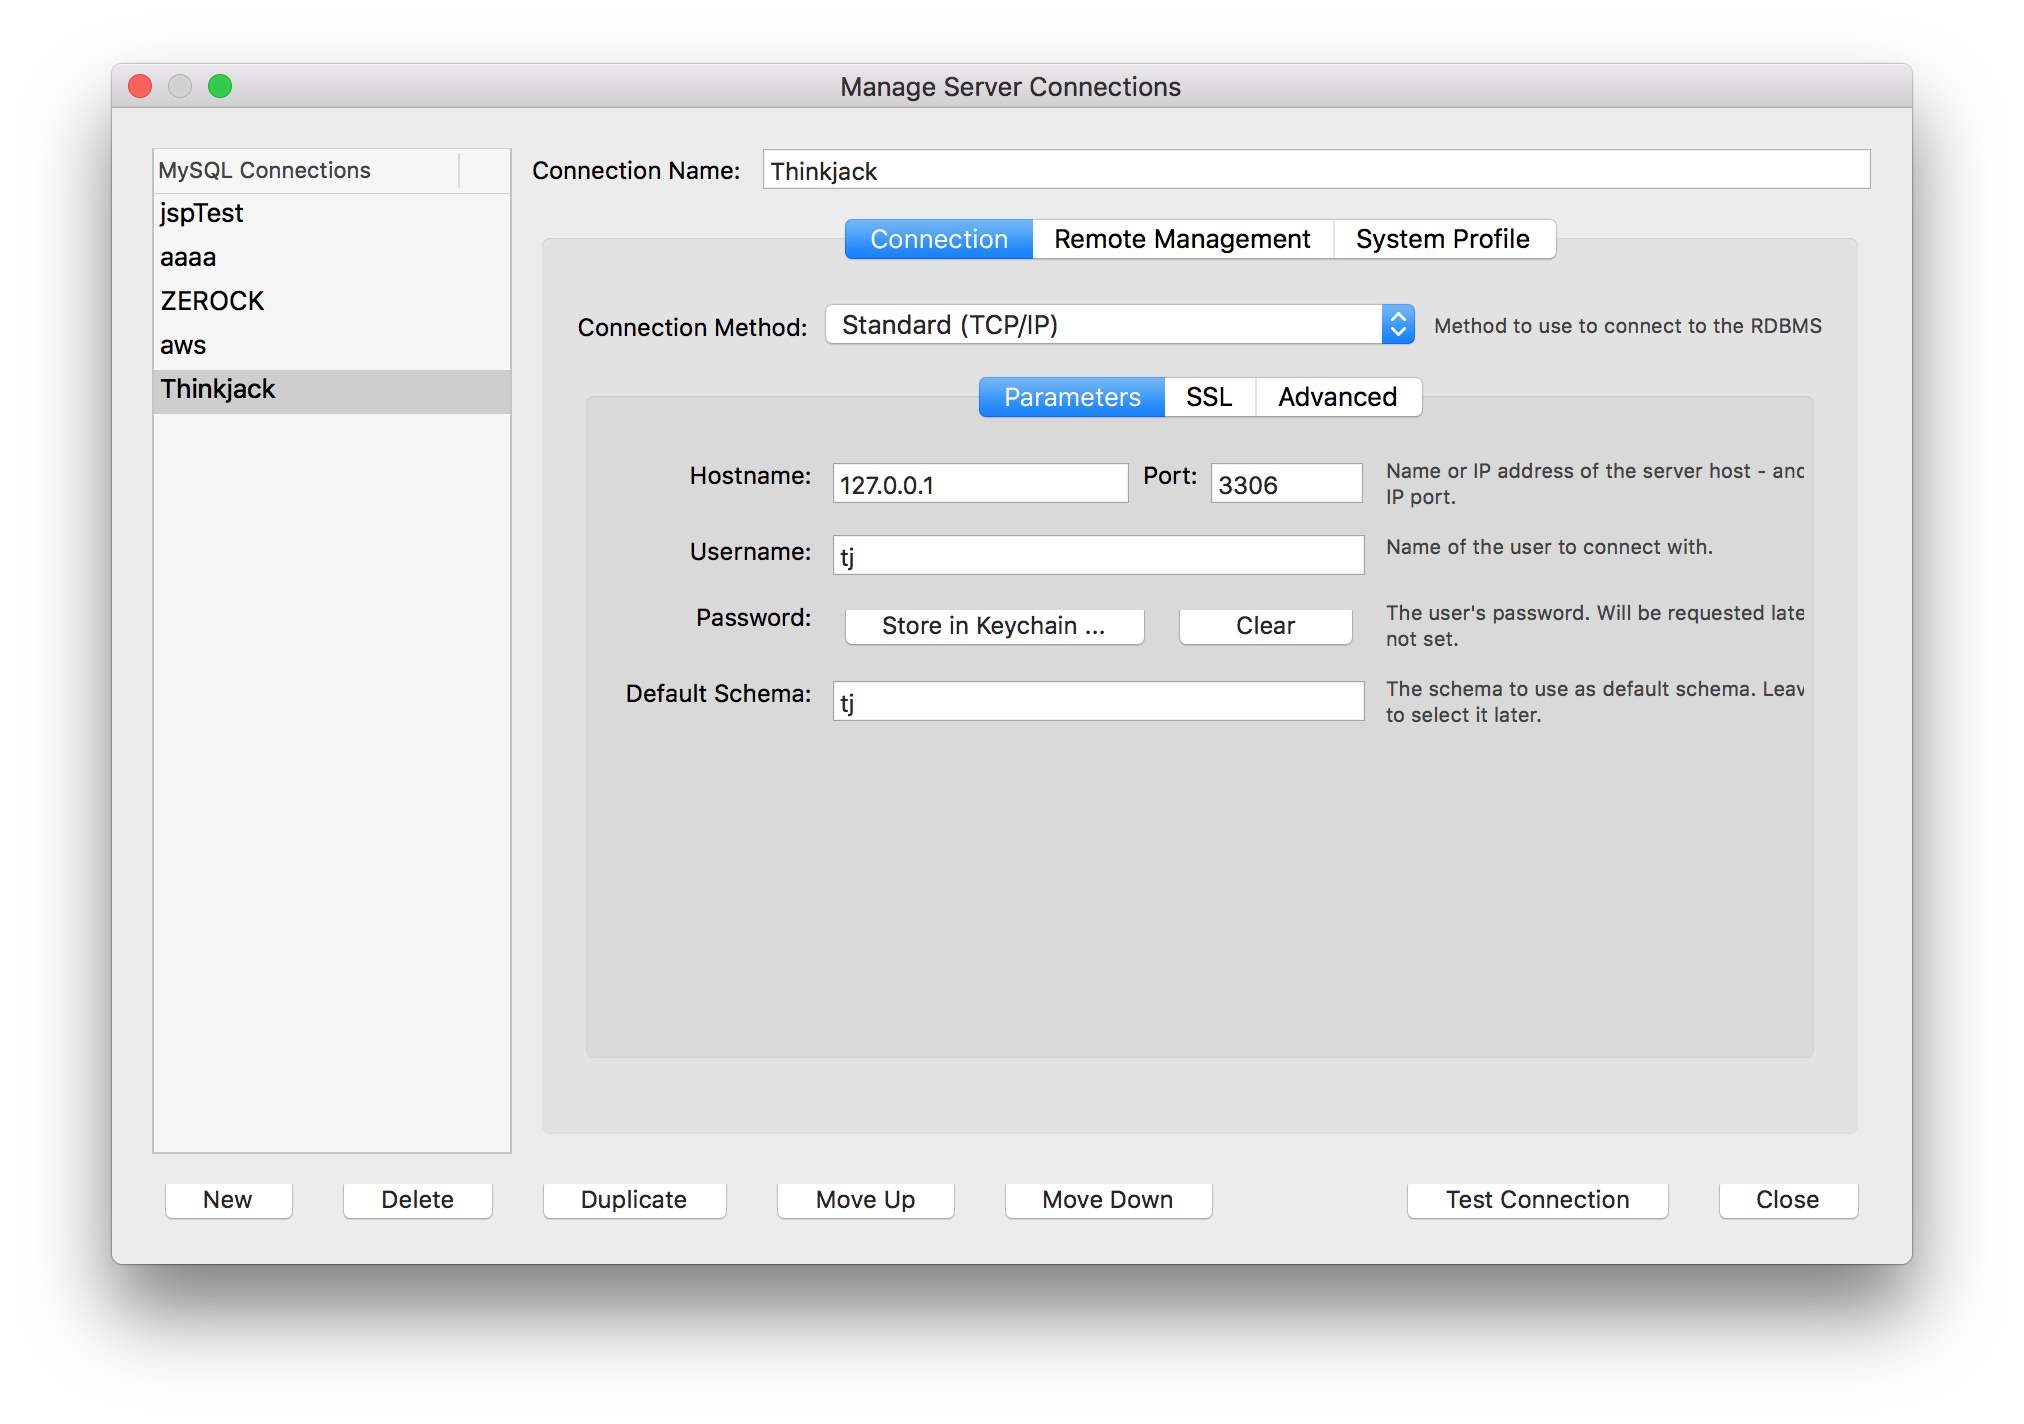 Manage Server Connections
MySQL Connections
jspTest
aaaa
ZEROCK
aws
Thinkjack
Connection Name: Thinkjack
Connection Remote Management System Profile
Connection Method: Standard (TCP/IP) Method to use to connect to the RDBMS
Parameters SSL Advanced
Hostname: 127.0.0.1 Port: 3306 Name or IP address of the server host -
IP port.
Username: tj Name of the user to connect with.
Password: Store in Keychain ... Clear The user's password. Will be requested
not set.
Default Schema: tj The schema to use as default schema.
to select it later.
New Delete Duplicate Move Up Move Down Test Connection Close